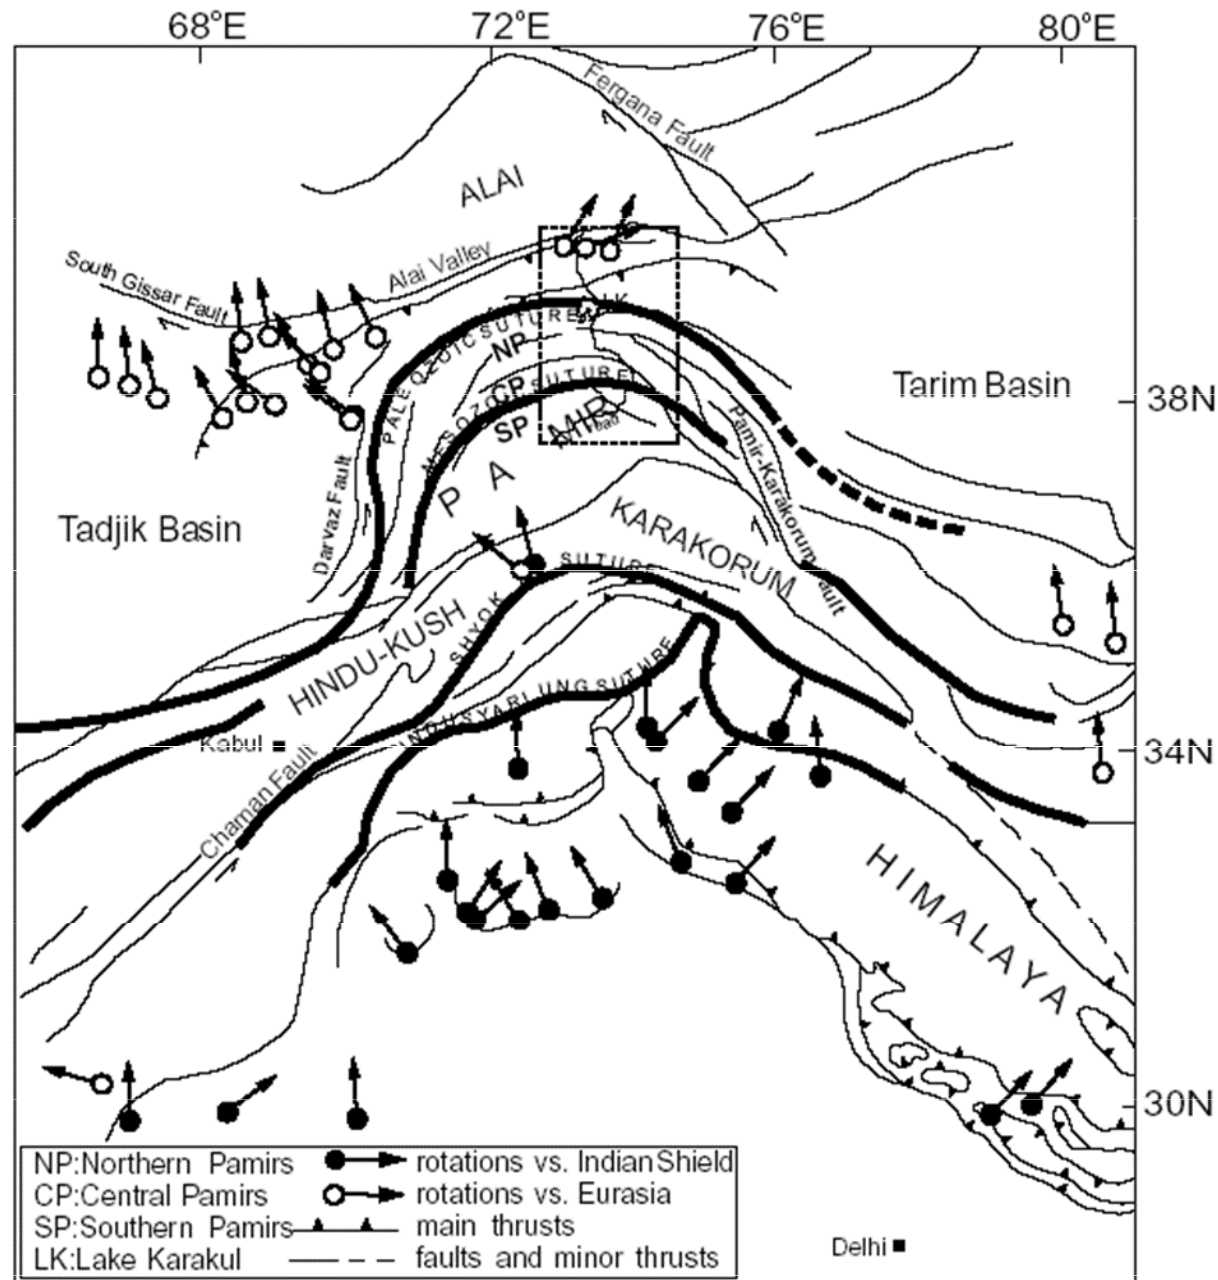 68°E 72°E 76°E 80°E
Fergana Fault
ALAI
Alai Valley
South Gissar Fault
LK
PALEOZOIC SUTURE
NP
MESOZOIC SUTURE
CP
SP
Tarim Basin
38N
PAMIR
Pamir-Karakorum Fault
Darvaz Fault
Tadjik Basin
KARAKORUM
SHYOK SUTURE
HINDU-KUSH
INDUS YARLUNG SUTURE
Kabul
34N
Chaman Fault
HIMALAYA
30N
NP:Northern Pamirs rotations vs. Indian Shield
CP:Central Pamirs rotations vs. Eurasia
SP:Southern Pamirs main thrusts
LK:Lake Karakul faults and minor thrusts
Delhi